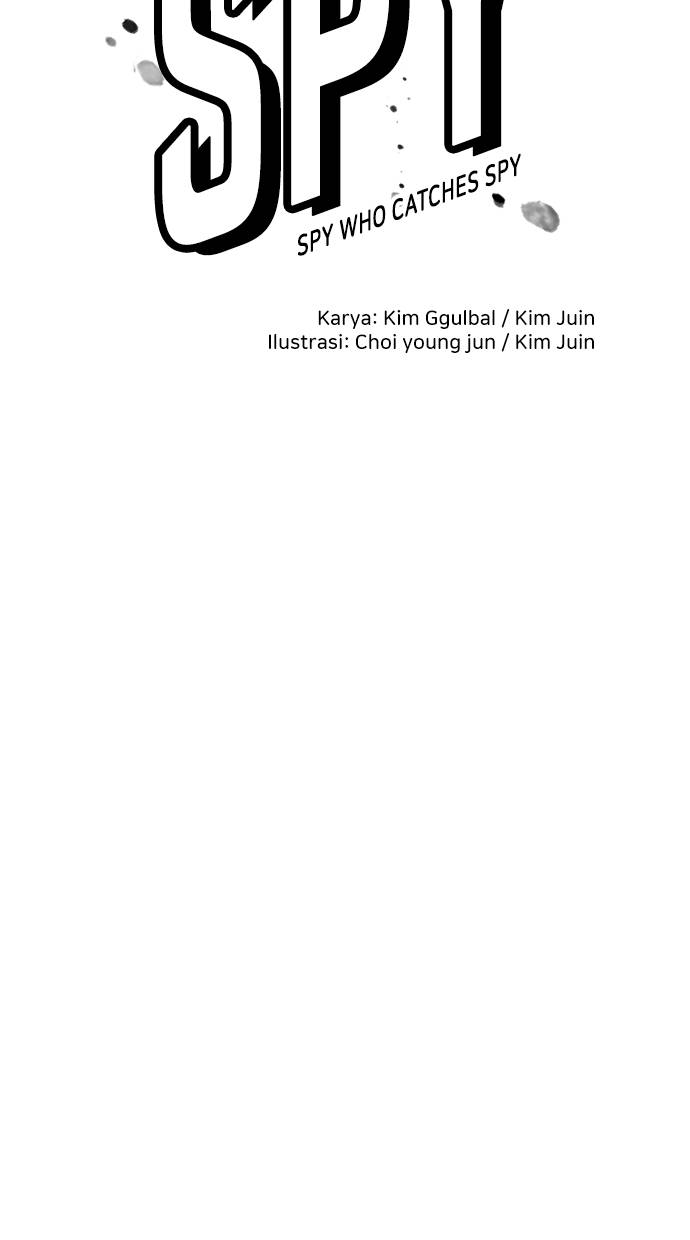 SPY
SPY WHO CATCHES SPY
Karya: Kim Ggulbal / Kim Juin
Ilustrasi: Choi young jun / Kim Juin